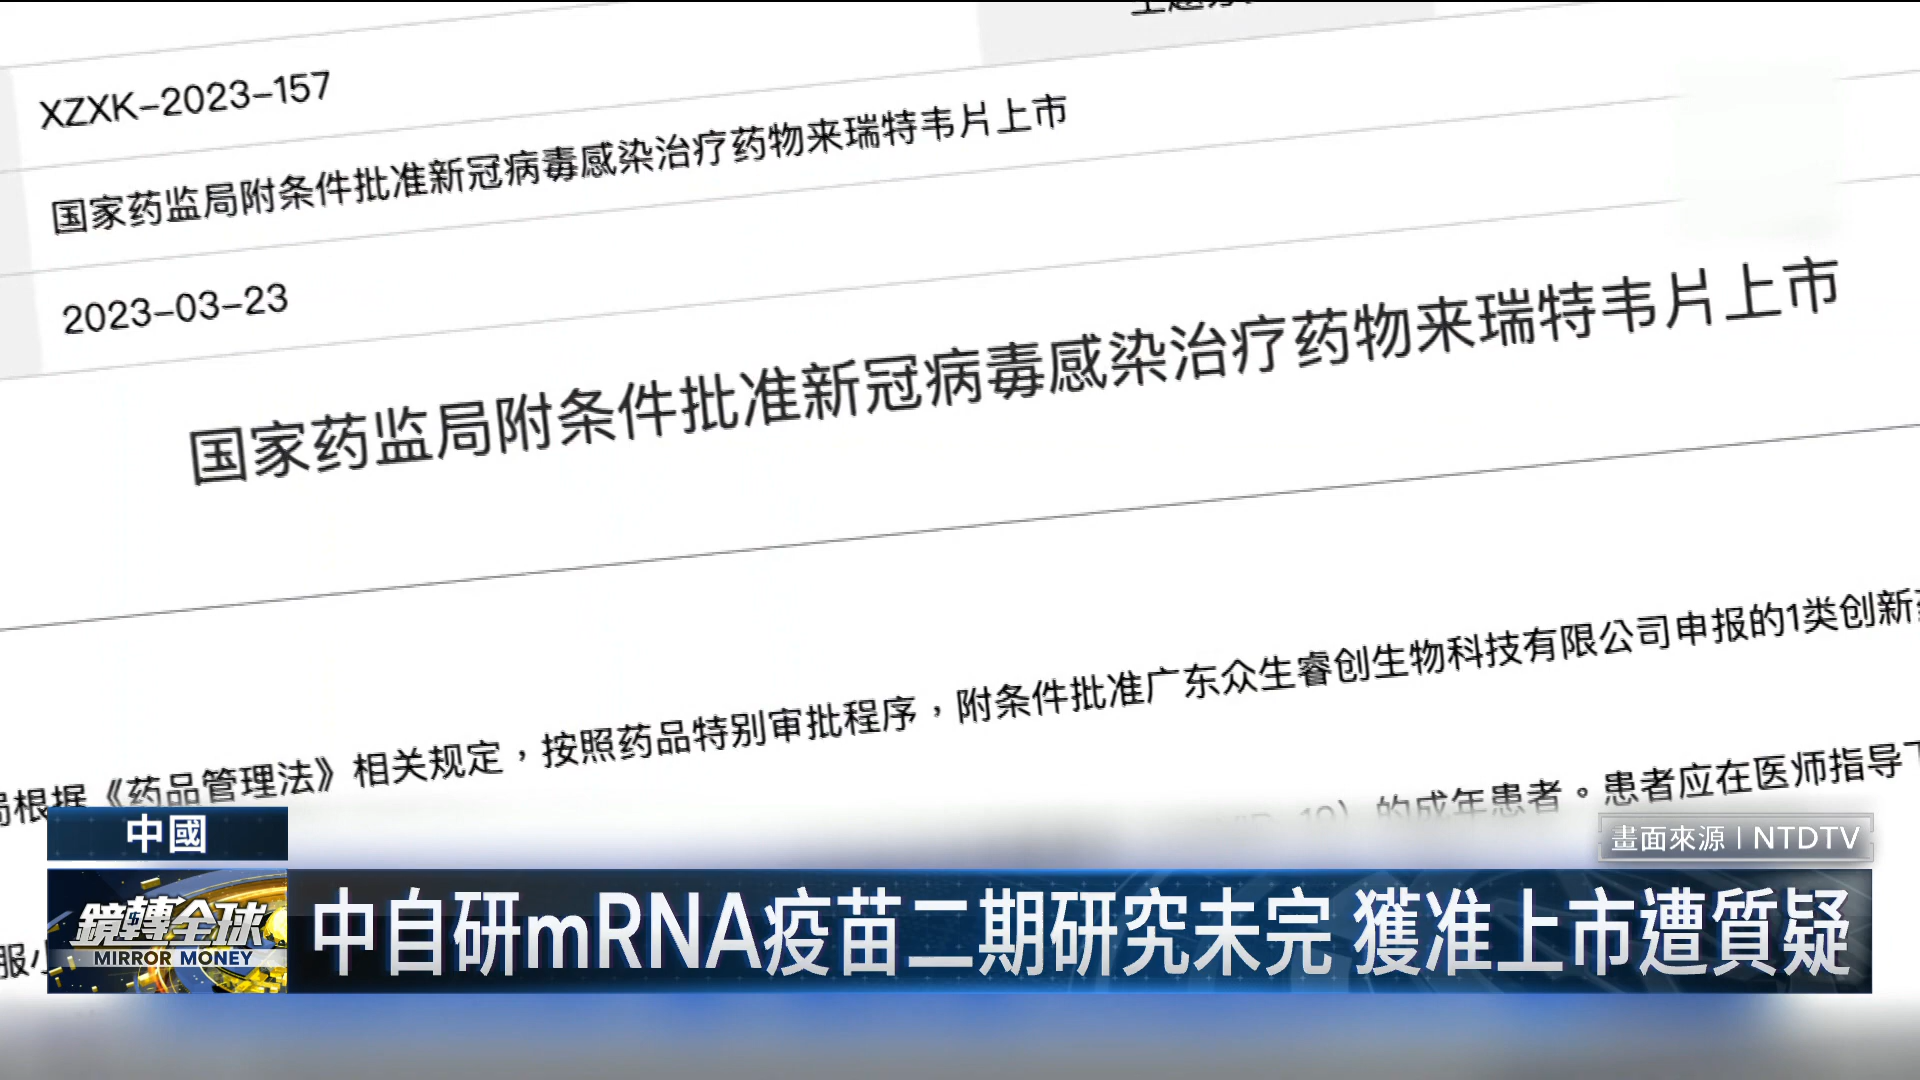 XZXK-2023-157
国家药监局附条件批准新冠病毒感染治疗药物来瑞特韦片上市
2023-03-23
国家药监局附条件批准新冠病毒感染治疗药物来瑞特韦片上市
局根据《药品管理法》相关规定，按照药品特别审批程序，附条件批准广东众生睿创生物科技有限公司申报的1类创新
的成年患者。患者应在医师指导下
服
中國
畫面來源 | NTDTV
鏡轉全球
MIRROR MONEY
中自研mRNA疫苗二期研究未完 獲准上市遭質疑